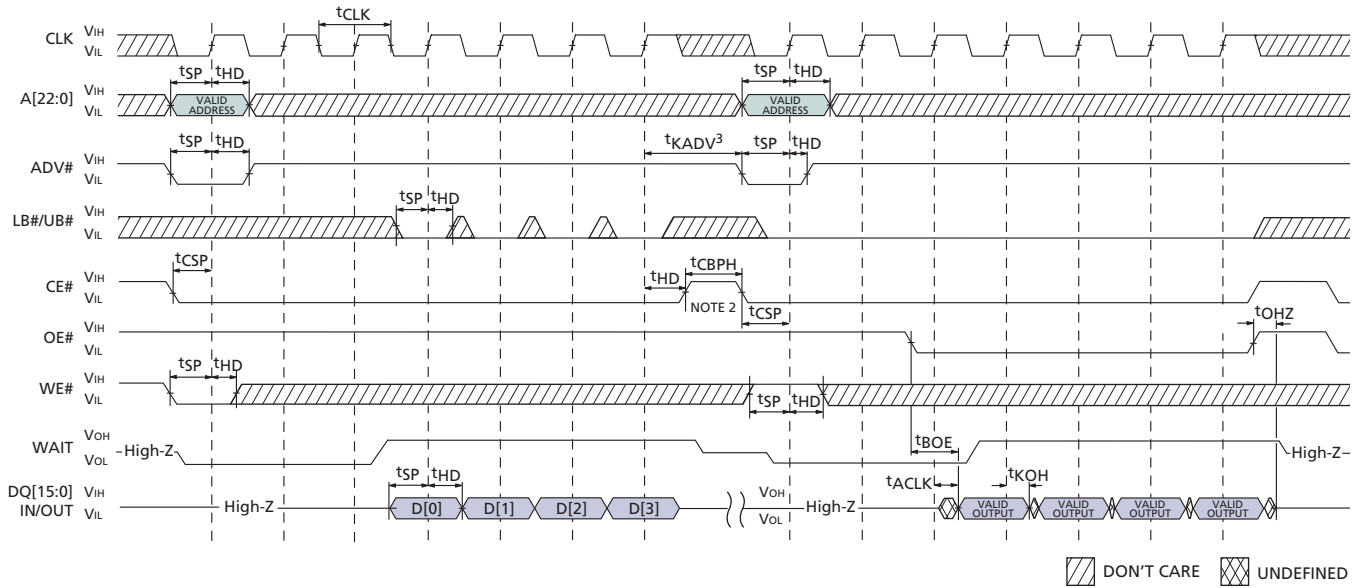 tCLK
CLK VIH
VIL
tSP tHD tSP tHD
A[22:0] VIH
VIL
VALID ADDRESS VALID ADDRESS
tSP tHD tKADV3 tSP tHD
ADV# VIH
VIL
tSP tHD
LB#/UB# VIH
VIL
tCSP tHD tCBPH
CE# VIH
VIL
NOTE 2
tCSP
OE# VIH
VIL
tOHZ
tSP tHD
WE# VIH
VIL
tSP tHD
WAIT VOH
VOL
High-Z High-Z
tBOE
tSP tHD tACLK tKOH
DQ[15:0] IN/OUT VIH
VIL
High-Z D[0] D[1] D[2] D[3] VOH
VOL
High-Z VALID OUTPUT VALID OUTPUT VALID OUTPUT VALID OUTPUT
DON'T CARE UNDEFINED